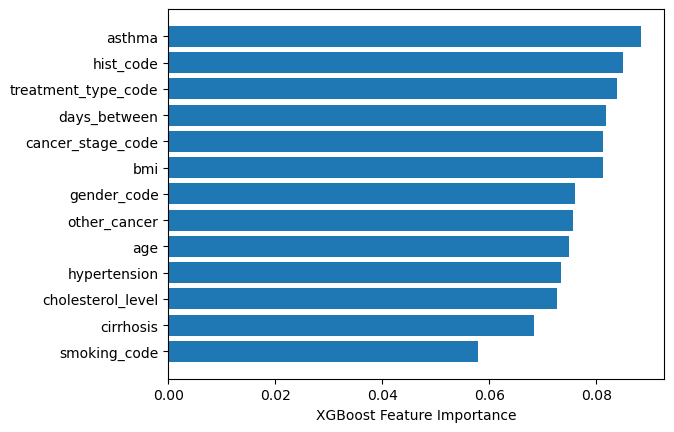 asthma
hist_code
treatment_type_code
days_between
cancer_stage_code
bmi
gender_code
other_cancer
age
hypertension
cholesterol_level
cirrhosis
smoking_code
0.00 0.02 0.04 0.06 0.08
XGBoost Feature Importance